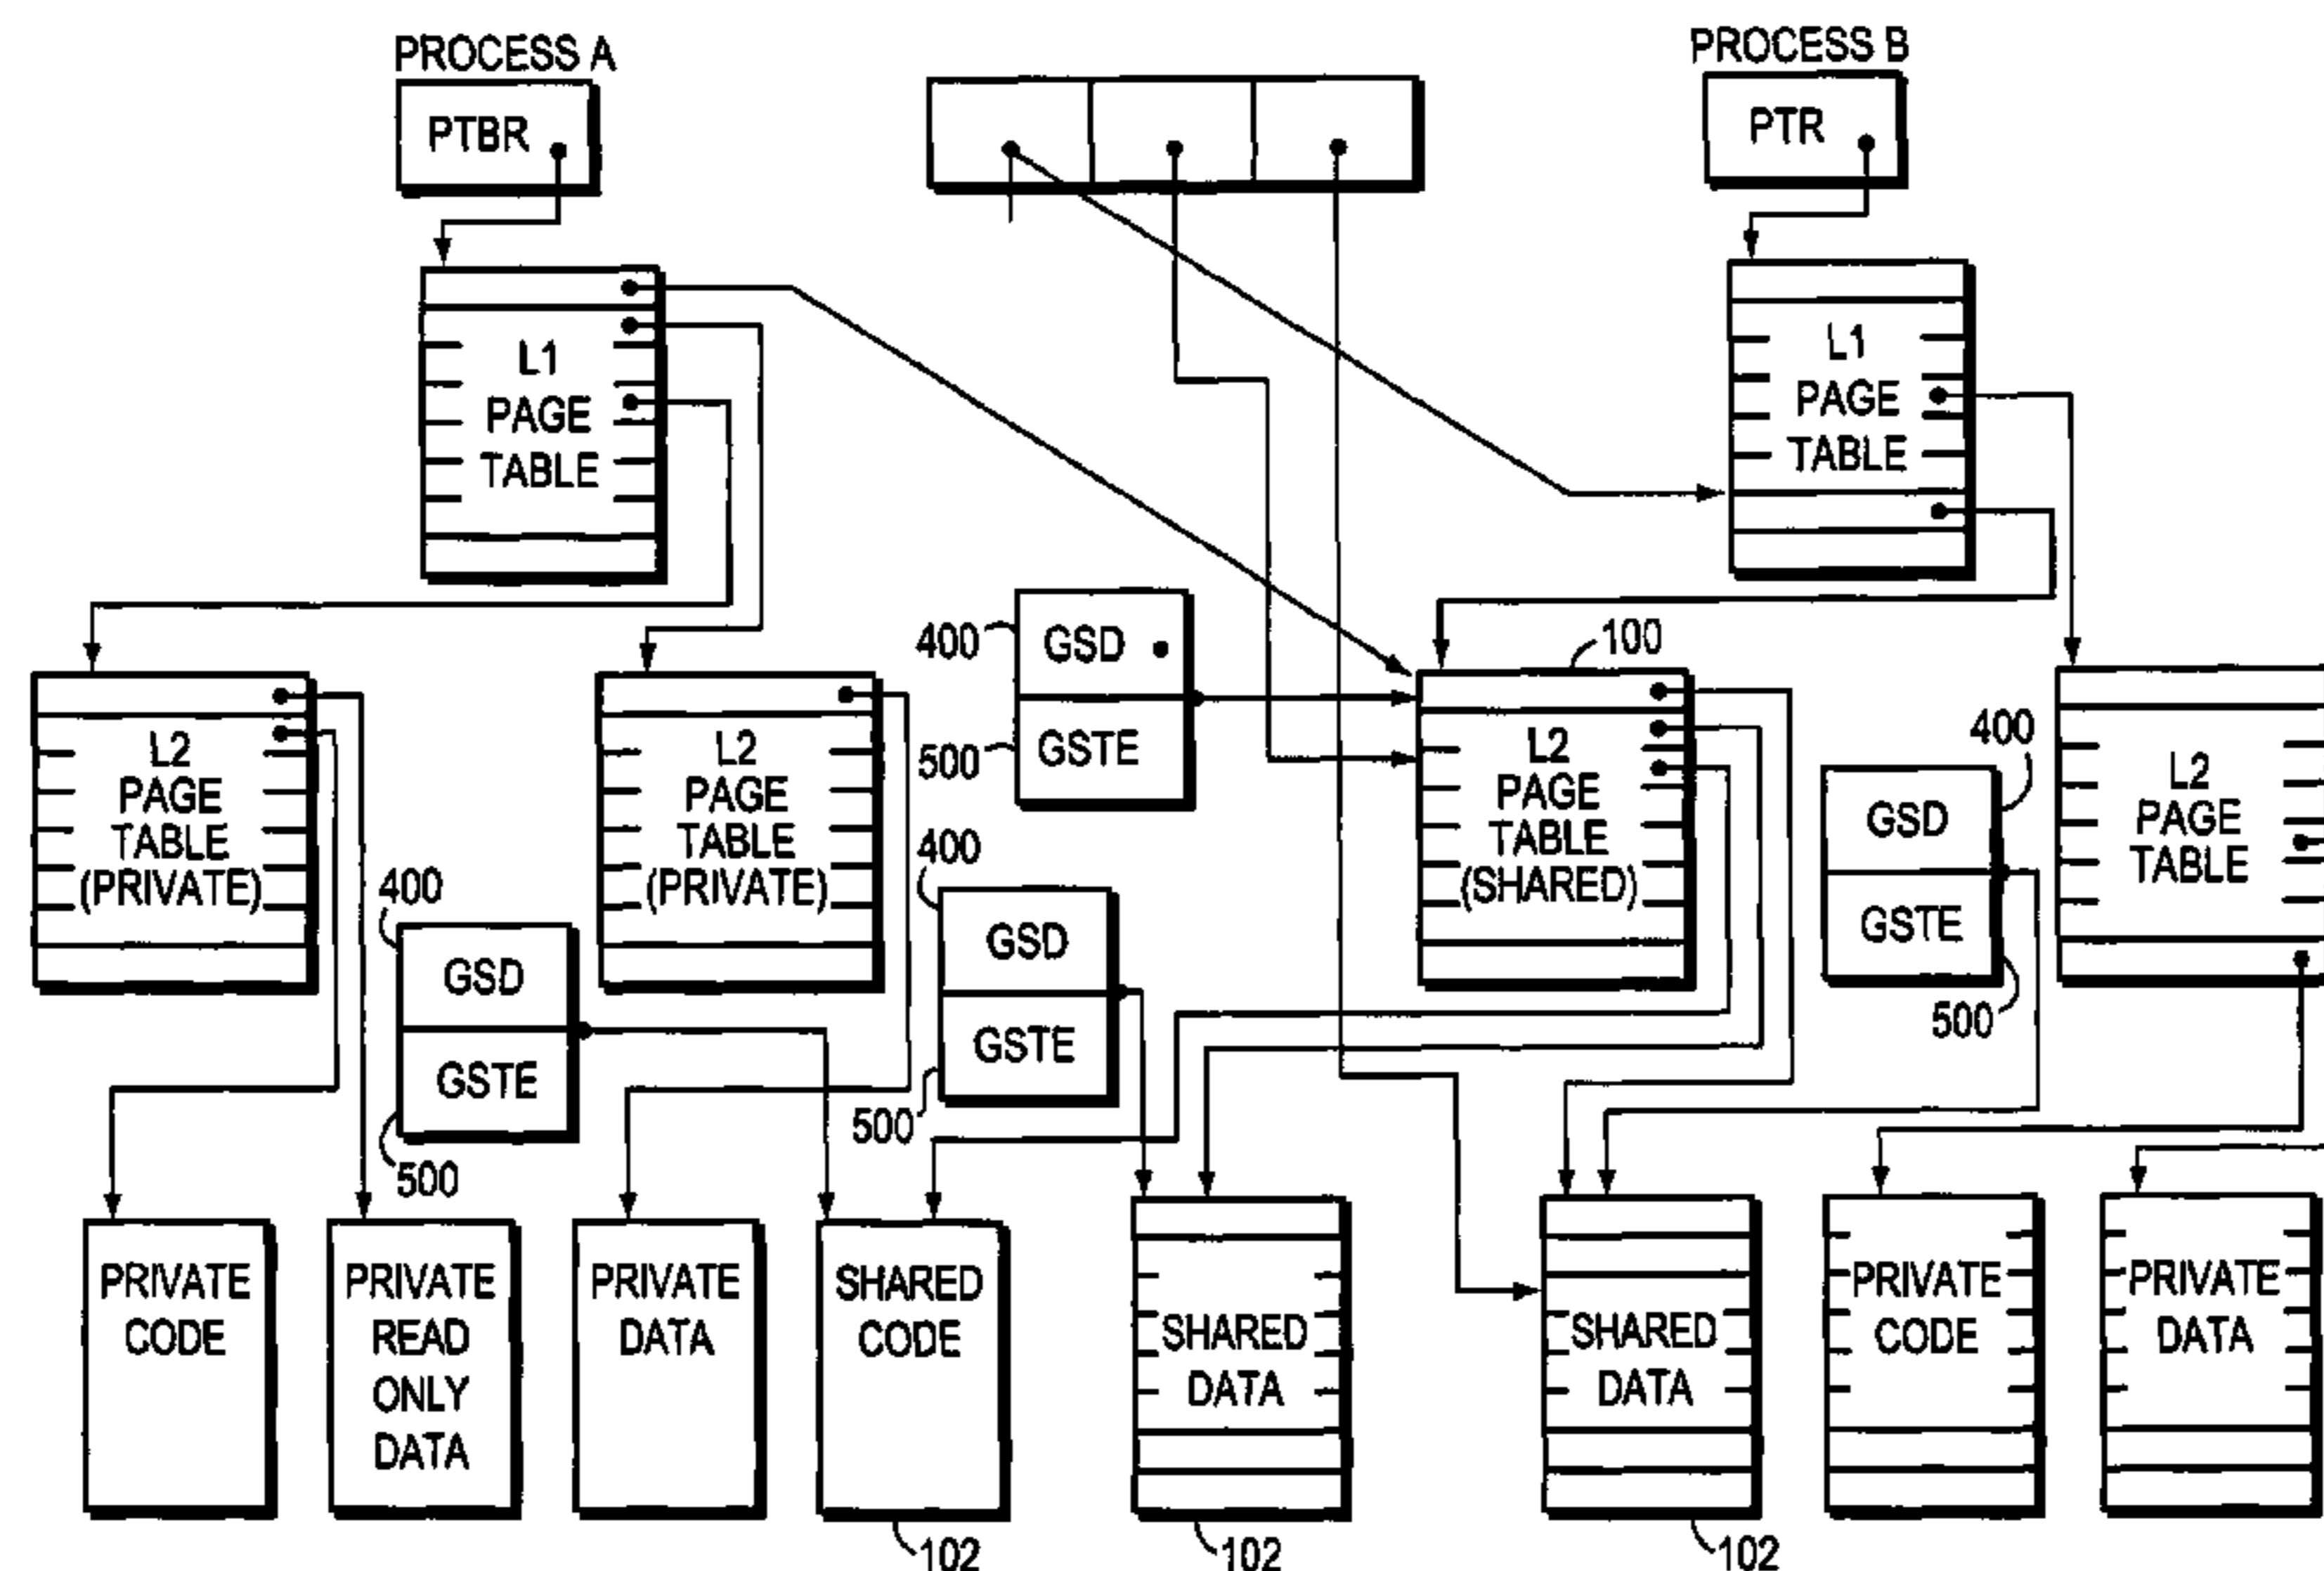 PROCESS A
PTBR
PROCESS B
PTR
L1
PAGE
TABLE
L1
PAGE
TABLE
400
GSD
500
GSTE
100
L2
PAGE
TABLE
(PRIVATE)
L2
PAGE
TABLE
(PRIVATE)
L2
PAGE
TABLE
(SHARED)
L2
PAGE
TABLE
400
GSD
GSTE
500
400
GSD
GSTE
500
400
GSD
GSTE
500
PRIVATE
CODE
PRIVATE
READ
ONLY
DATA
PRIVATE
DATA
SHARED
CODE
102
SHARED
DATA
102
SHARED
DATA
102
PRIVATE
CODE
PRIVATE
DATA